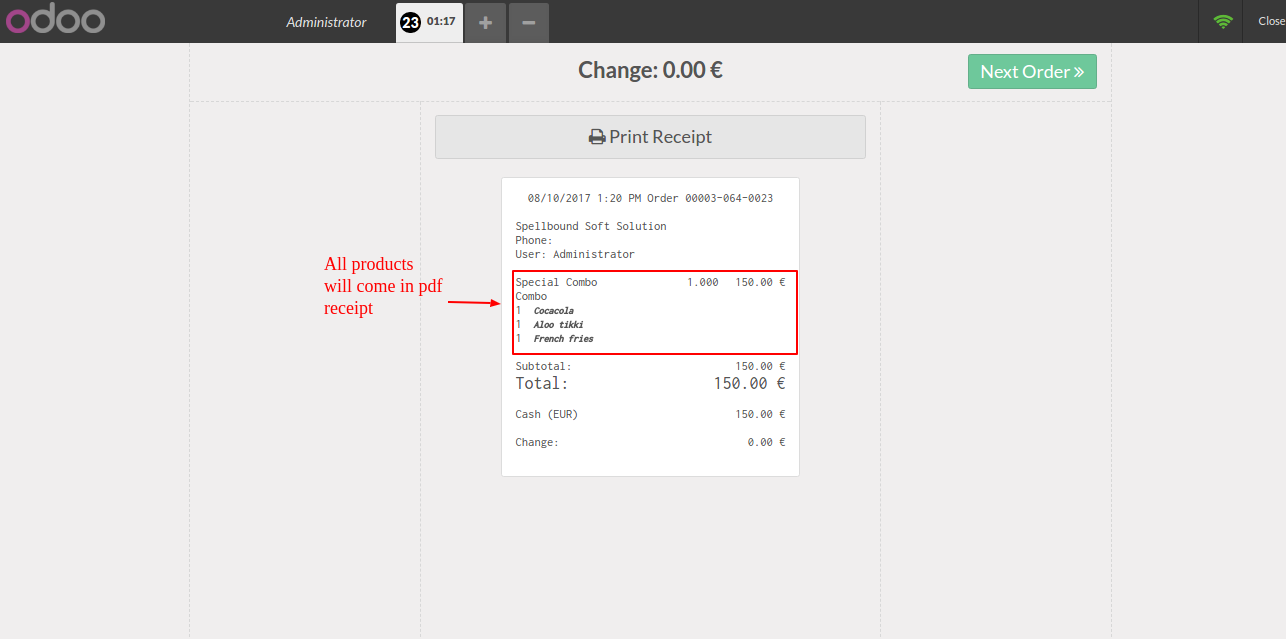 odoo
Administrator
23 01:17
Close
Change: 0.00 €
Next Order
Print Receipt
08/10/2017 1:20 PM Order 00003-064-0023
Spellbound Soft Solution
Phone:
User: Administrator
All products
will come in pdf
receipt
Special Combo 1.000 150.00 €
Combo
1 Cocacola
1 Aloo tikki
1 French fries
Subtotal: 150.00 €
Total: 150.00 €
Cash (EUR) 150.00 €
Change: 0.00 €